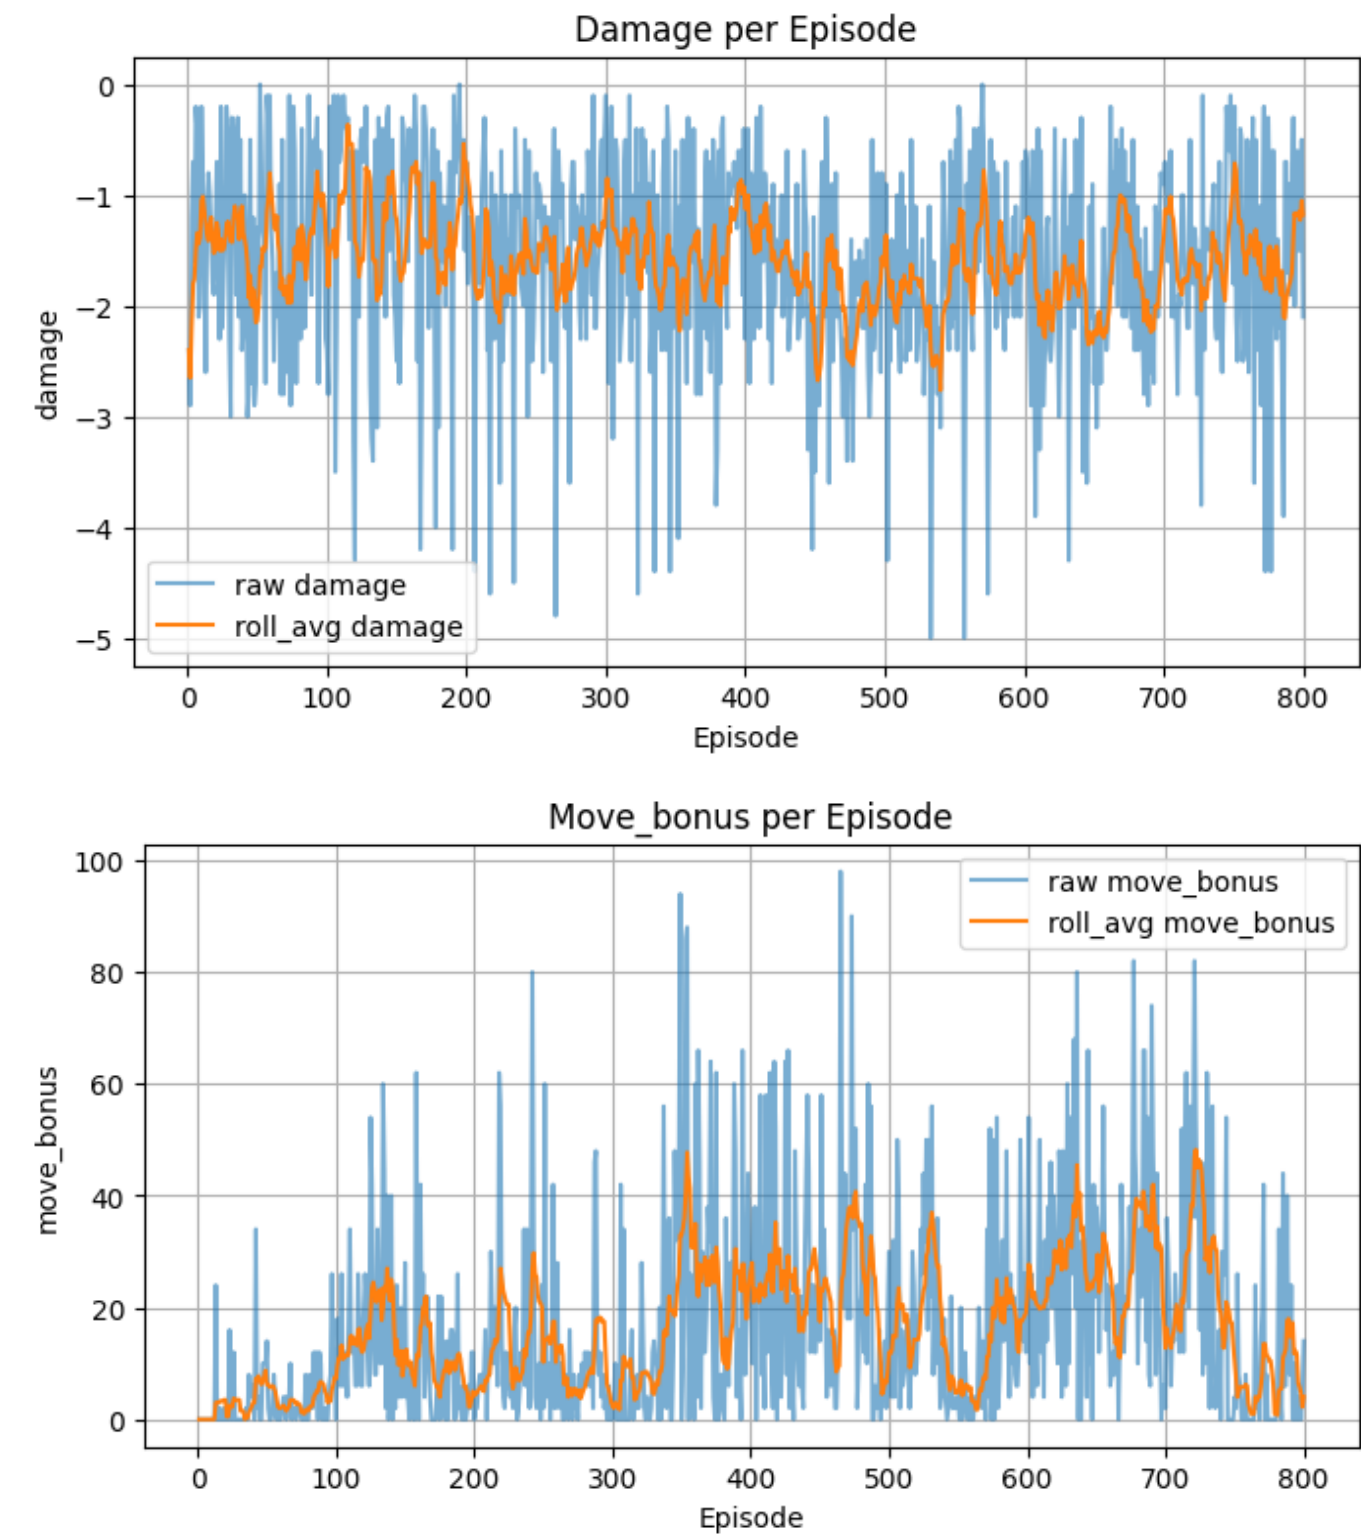 Damage per Episode
0
−1
−2
−3
−4
−5
damage
raw damage
roll_avg damage
0 100 200 300 400 500 600 700 800
Episode
Move_bonus per Episode
100
80
60
40
20
0
move_bonus
raw move_bonus
roll_avg move_bonus
0 100 200 300 400 500 600 700 800
Episode